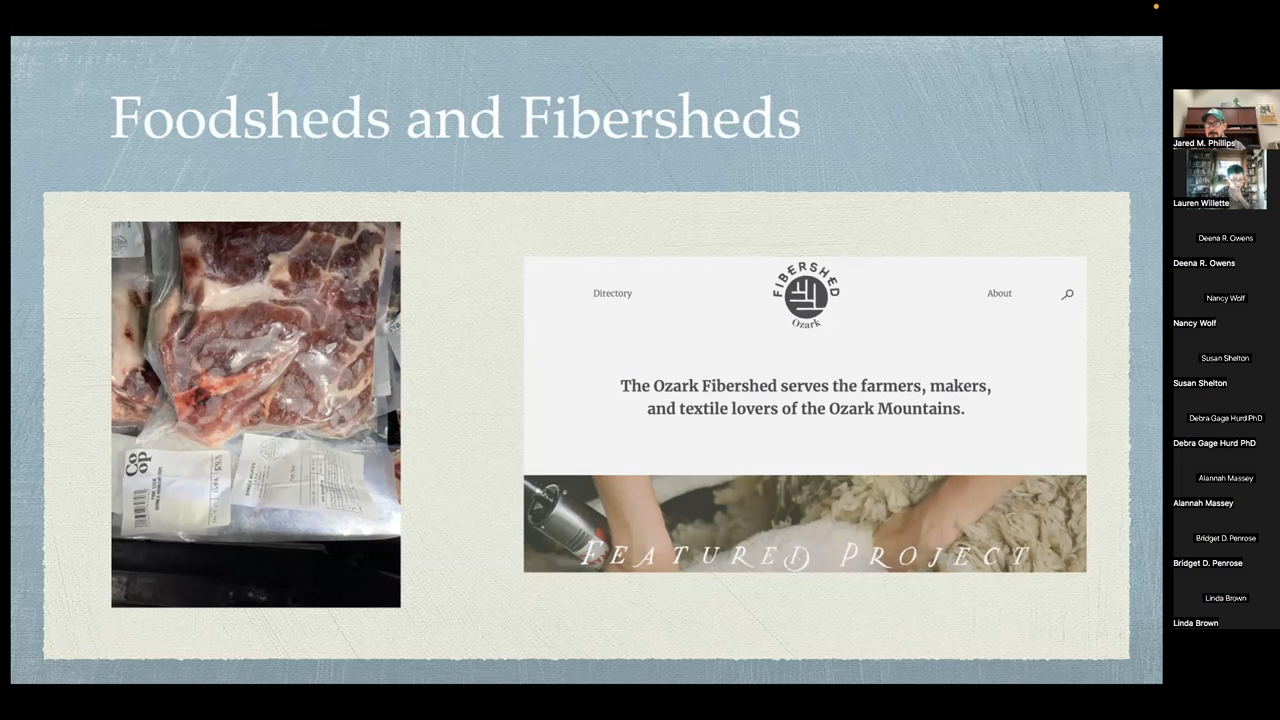 Foodsheds and Fibersheds
Co
op
Directory
FIBERSHED
Ozark
About
The Ozark Fibershed serves the farmers, makers,
and textile lovers of the Ozark Mountains.
FEATURED PROJECT
Jared M. Phillips
Lauren Willette
Deena R. Owens
Deena R. Owens
Nancy Wolf
Nancy Wolf
Susan Shelton
Susan Shelton
Debra Gage Hurd PhD
Debra Gage Hurd PhD
Alannah Massey
Alannah Massey
Bridget D. Penrose
Bridget D. Penrose
Linda Brown
Linda Brown